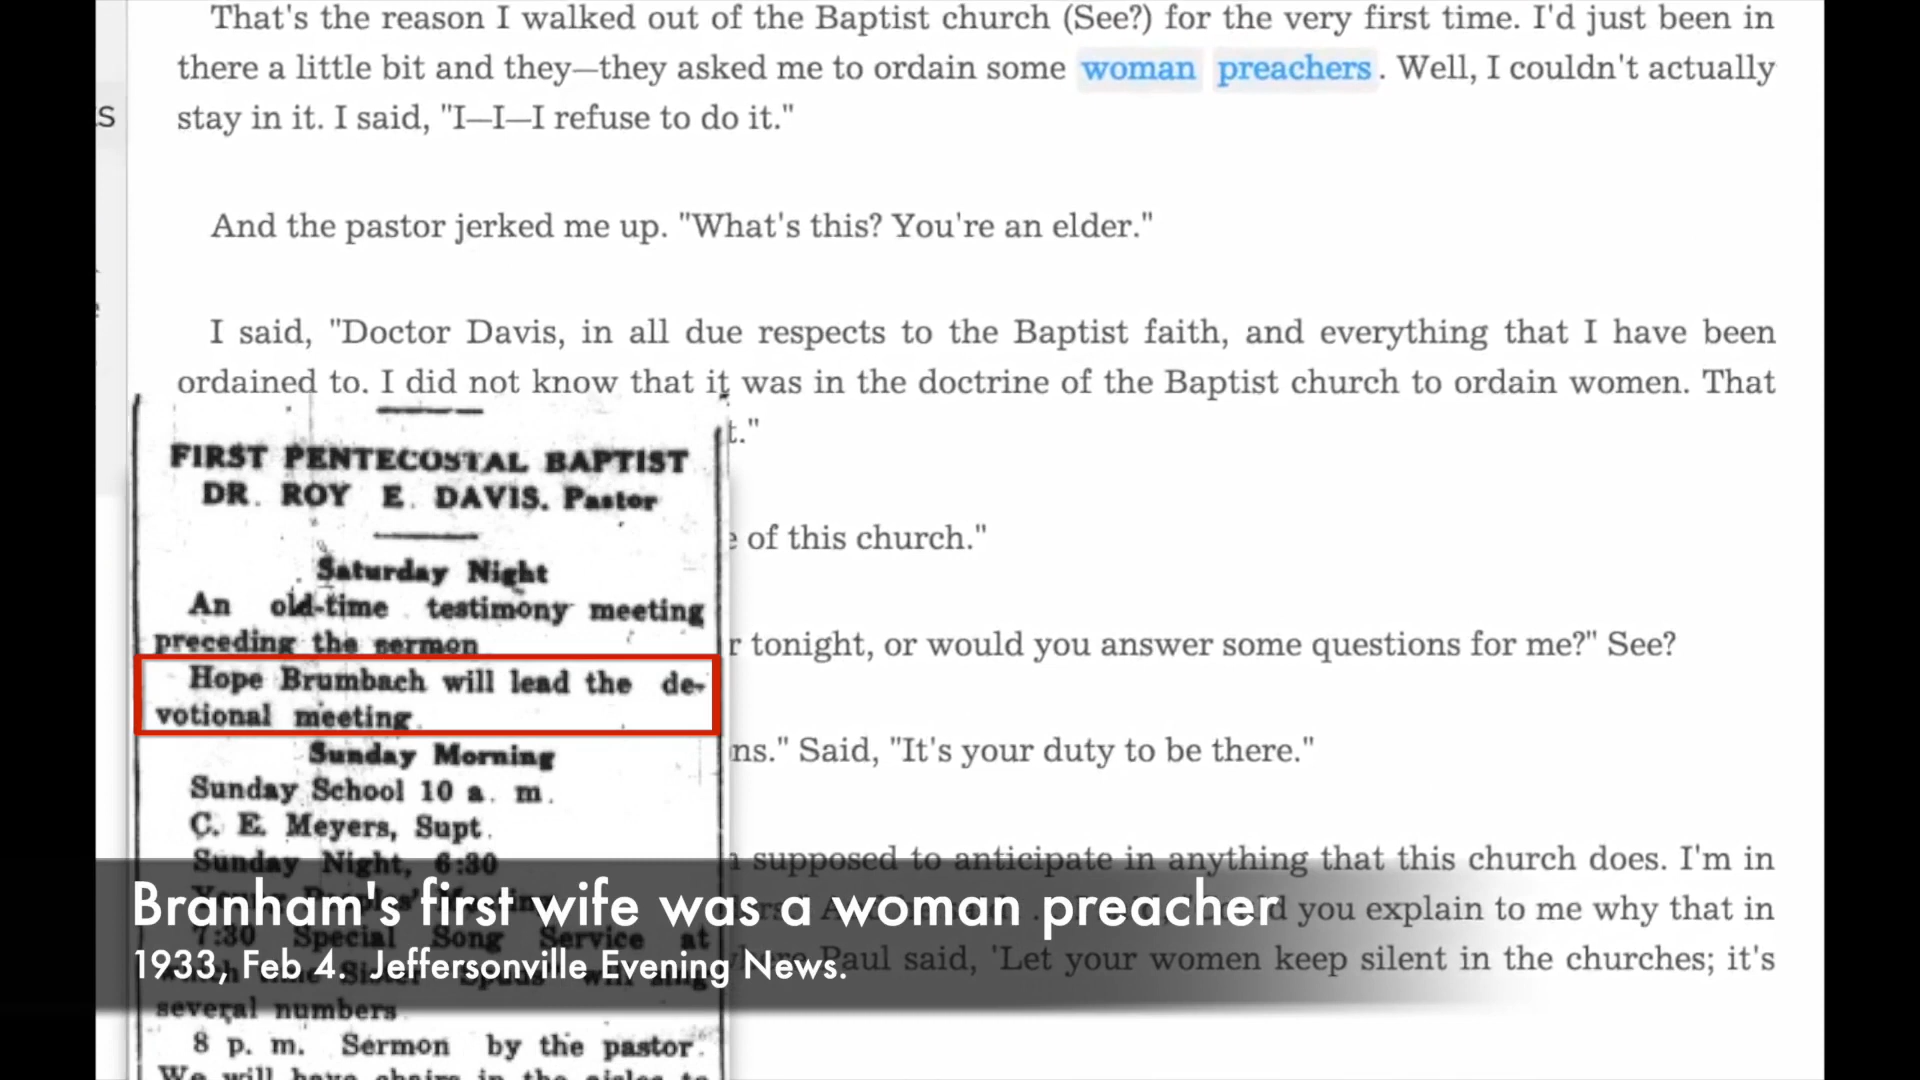 That's the reason I walked out of the Baptist church (See?) for the very first time. I'd just been in
there a little bit and they—they asked me to ordain some woman preachers. Well, I couldn't actually
stay in it. I said, "I—I—I refuse to do it."
And the pastor jerked me up. "What's this? You're an elder."
I said, "Doctor Davis, in all due respects to the Baptist faith, and everything that I have been
ordained to. I did not know that it was in the doctrine of the Baptist church to ordain women. That
t."
of this church."
r tonight, or would you answer some questions for me?" See?
ns." Said, "It's your duty to be there."
supposed to anticipate in anything that this church does. I'm in
you explain to me why that in
Paul said, 'Let your women keep silent in the churches; it's
FIRST PENTECOSTAL BAPTIST
DR. ROY E. DAVIS. Pastor
Saturday Night
An old-time testimony meeting
preceding the sermon
Hope Brumbach will lead the de-
votional meeting.
Sunday Morning
Sunday School 10 a. m.
C. E. Meyers, Supt.
Sunday Night, 6:30
7:30 Special Song Service at
several numbers
8 p. m. Sermon by the pastor.
We will have chairs in the aisles to
Branham's first wife was a woman preacher
1933, Feb 4. Jeffersonville Evening News.